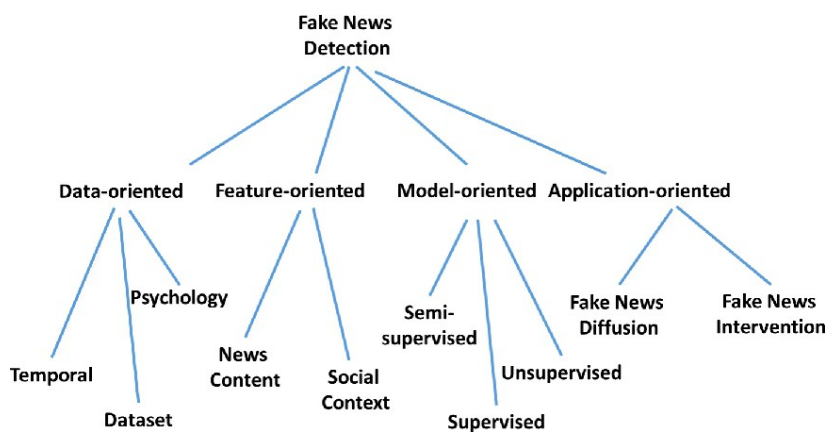 Fake News
Detection
Data-oriented
Feature-oriented
Model-oriented
Application-oriented
Temporal
Dataset
Psychology
News
Content
Social
Context
Semi-
supervised
Supervised
Unsupervised
Fake News
Diffusion
Fake News
Intervention